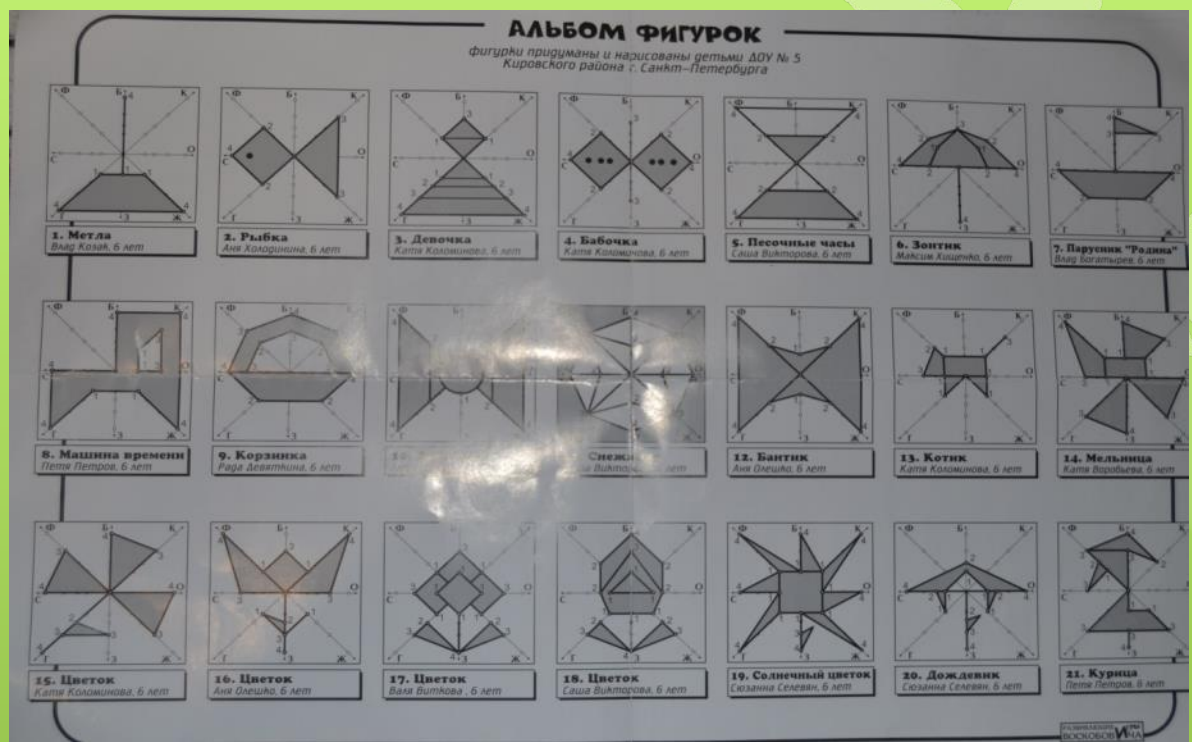 АЛЬБОМ ФИГУРОК
фигурки придуманы и нарисованы детьми ДОУ № 5
Кировского района г. Санкт-Петербурга
1. Метла
Влад Козак, 6 лет
2. Рыбка
Аня Холодинина, 6 лет
3. Девочка
Катя Коломинова, 6 лет
4. Бабочка
Катя Коломинова, 6 лет
5. Песочные часы
Саша Викторова, 6 лет
6. Зонтик
Максим Хищенко, 6 лет
7. Парусник "Родина"
Влад Богатырев, 6 лет
8. Машина времени
Петя Петров, 6 лет
9. Корзинка
Рада Девяткина, 6 лет
12. Бантик
Аня Олешко, 6 лет
13. Котик
Катя Коломинова, 6 лет
14. Мельница
Катя Воробьева, 6 лет
15. Цветок
Катя Коломинова, 6 лет
16. Цветок
Аня Олешко, 6 лет
17. Цветок
Валя Виткова, 6 лет
18. Цветок
Саша Викторова, 6 лет
19. Солнечный цветок
Сюзанна Селевян, 6 лет
20. Дождевик
Сюзанна Селевян, 6 лет
21. Курица
Петя Петров, 6 лет
РАЗВИВАЮЩИЕ ИГРЫ
ВОСКОБОВИЧА